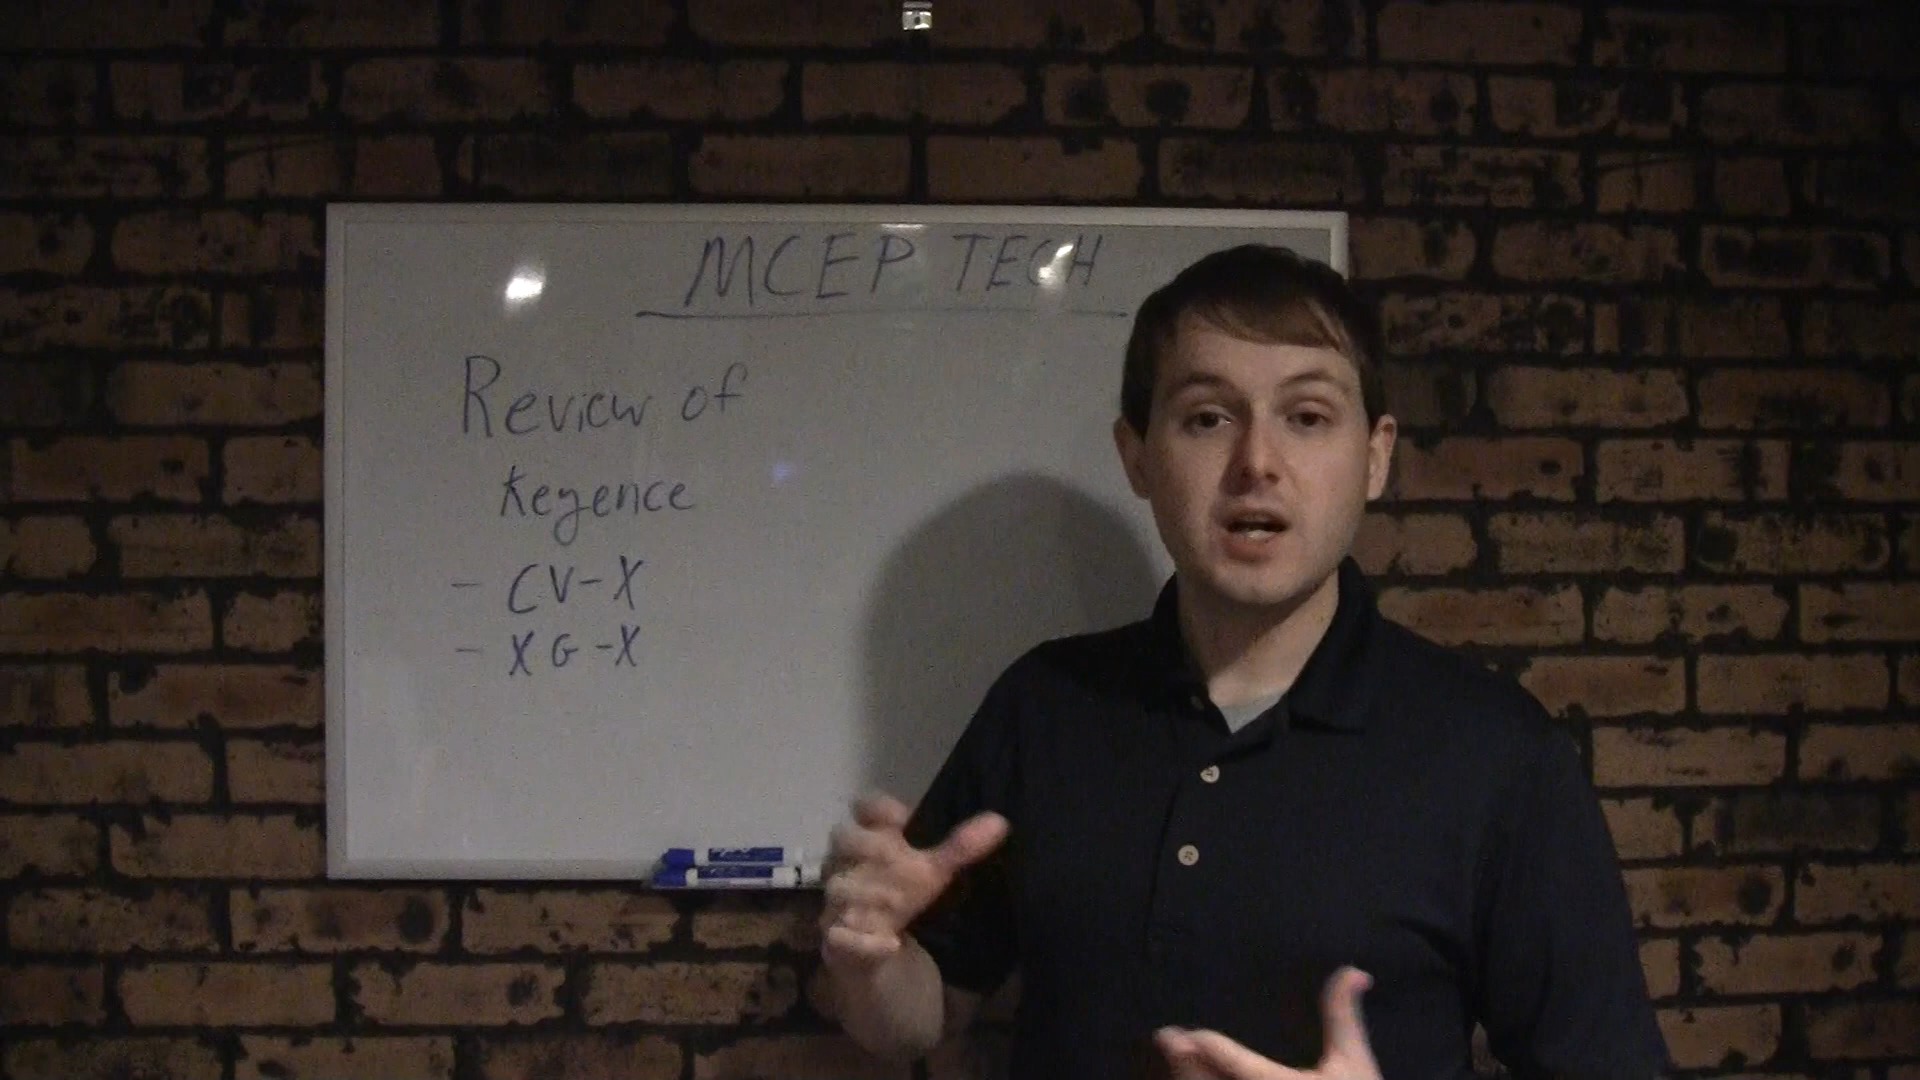 MCEP TECH
Review of
Keyence
- CV-X
- XG-X